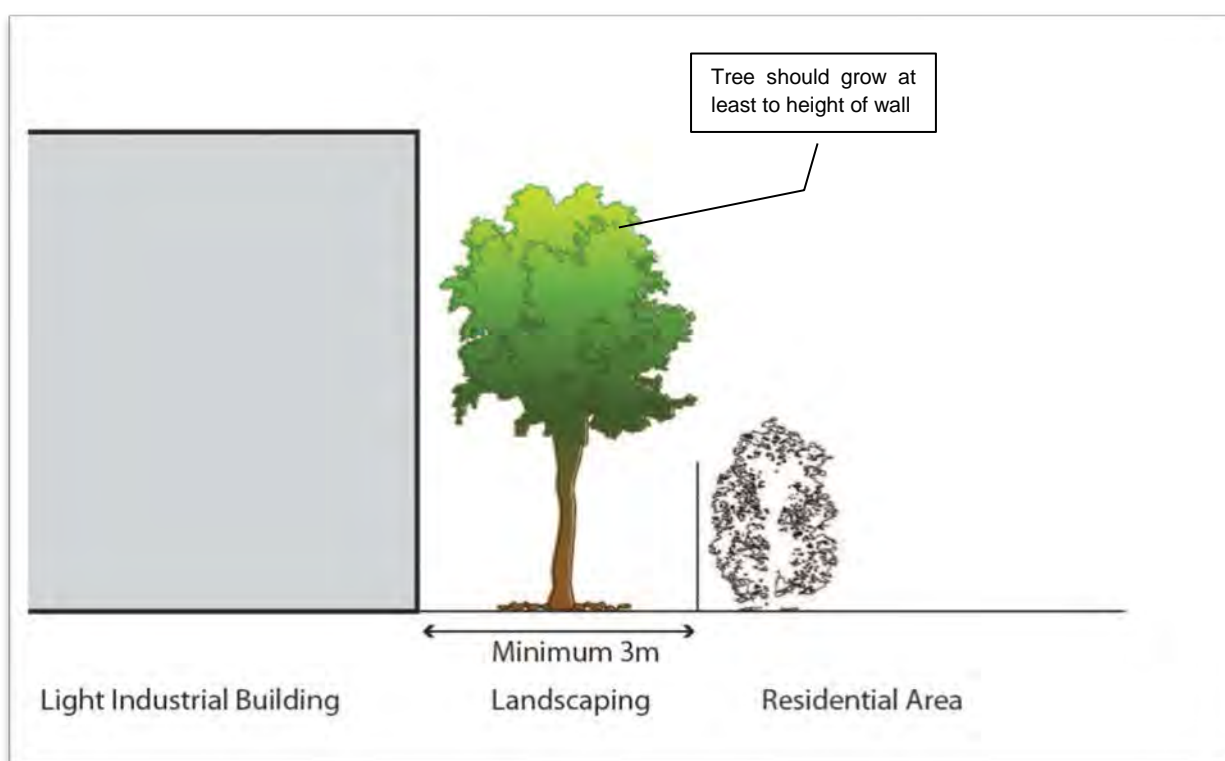 Tree should grow at
least to height of wall
Minimum 3m
Light Industrial Building
Landscaping
Residential Area